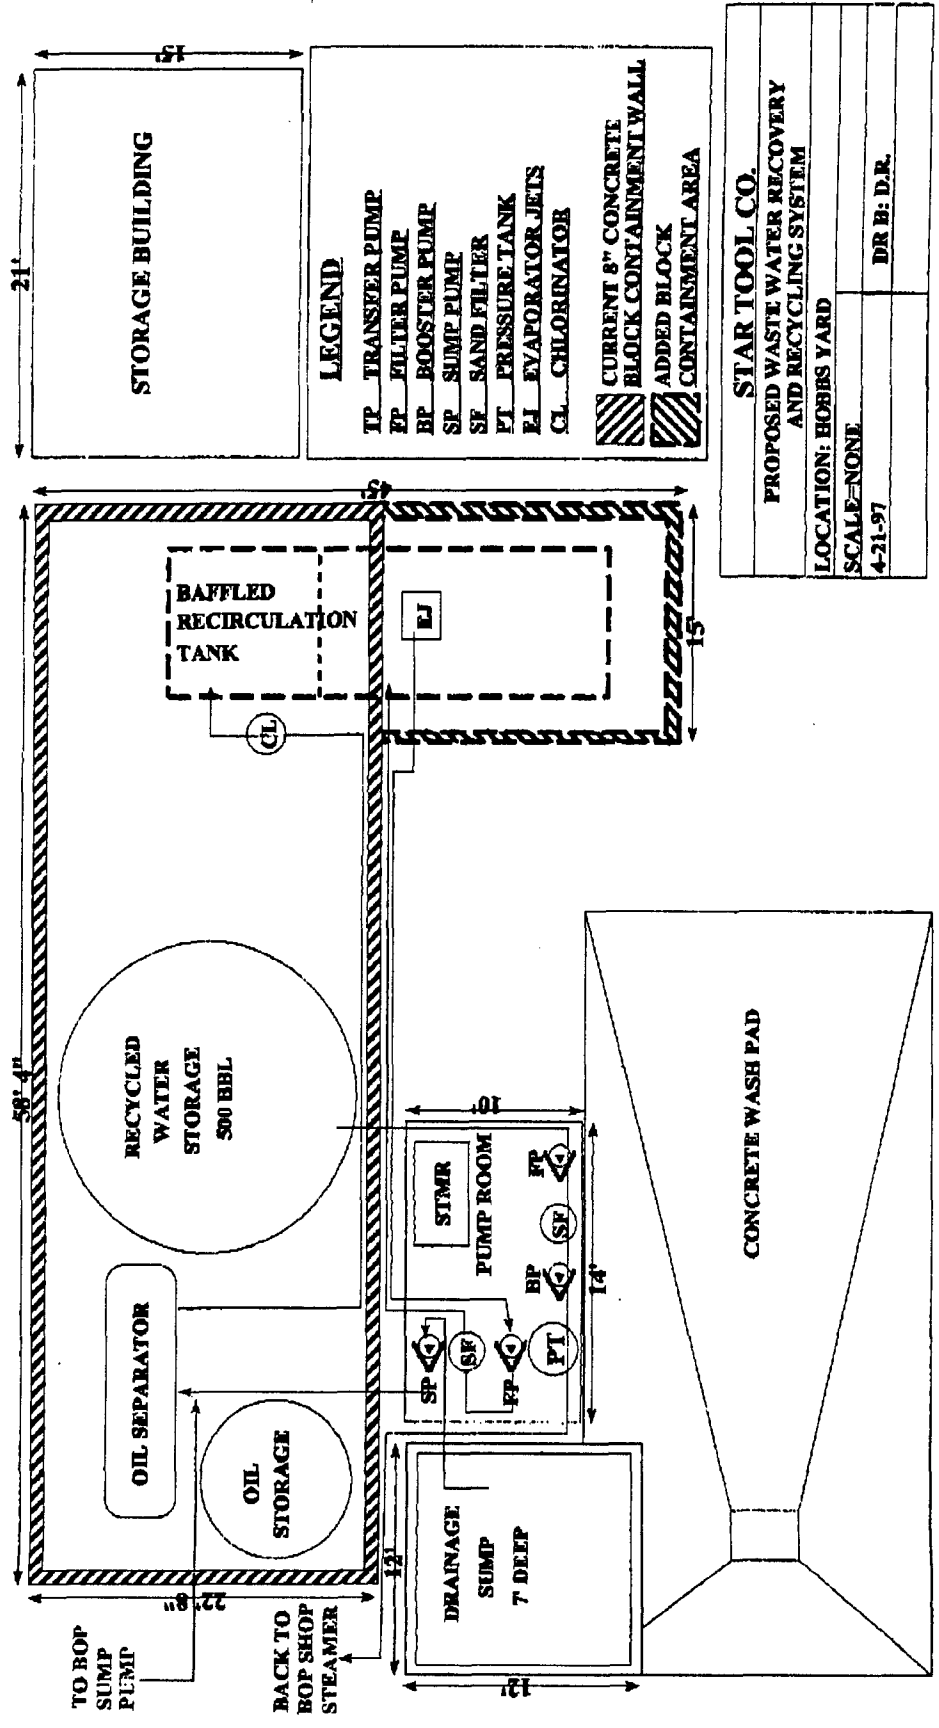 21'
15'
STORAGE BUILDING
LEGEND
TP TRANSFER PUMP
FP FILTER PUMP
BP BOOSTER PUMP
SP SUMP PUMP
SF SAND FILTER
PT PRESSURE TANK
EJ EVAPORATOR JETS
CL CHLORINATOR
CURRENT 8" CONCRETE
BLOCK CONTAINMENT WALL
ADDED BLOCK
CONTAINMENT AREA
STAR TOOL CO.
PROPOSED WASTE WATER RECOVERY
AND RECYCLING SYSTEM
LOCATION: HOBBS YARD
SCALE=NONE
4-21-97
DR B: D.R.
58' 4"
45'
BAFFLED
RECIRCULATION
TANK
EJ
CL
15'
RECYCLED
WATER
STORAGE
500 BBL
OIL SEPARATOR
OIL
STORAGE
22' 8"
TO BOP
SUMP
PUMP
BACK TO
BOP SHOP
STEAMER
10'
STMR
PUMP ROOM
FP
SF
BP
14'
SP
SF
FP
PT
12'
DRAINAGE
SUMP
7' DEEP
12'
CONCRETE WASH PAD